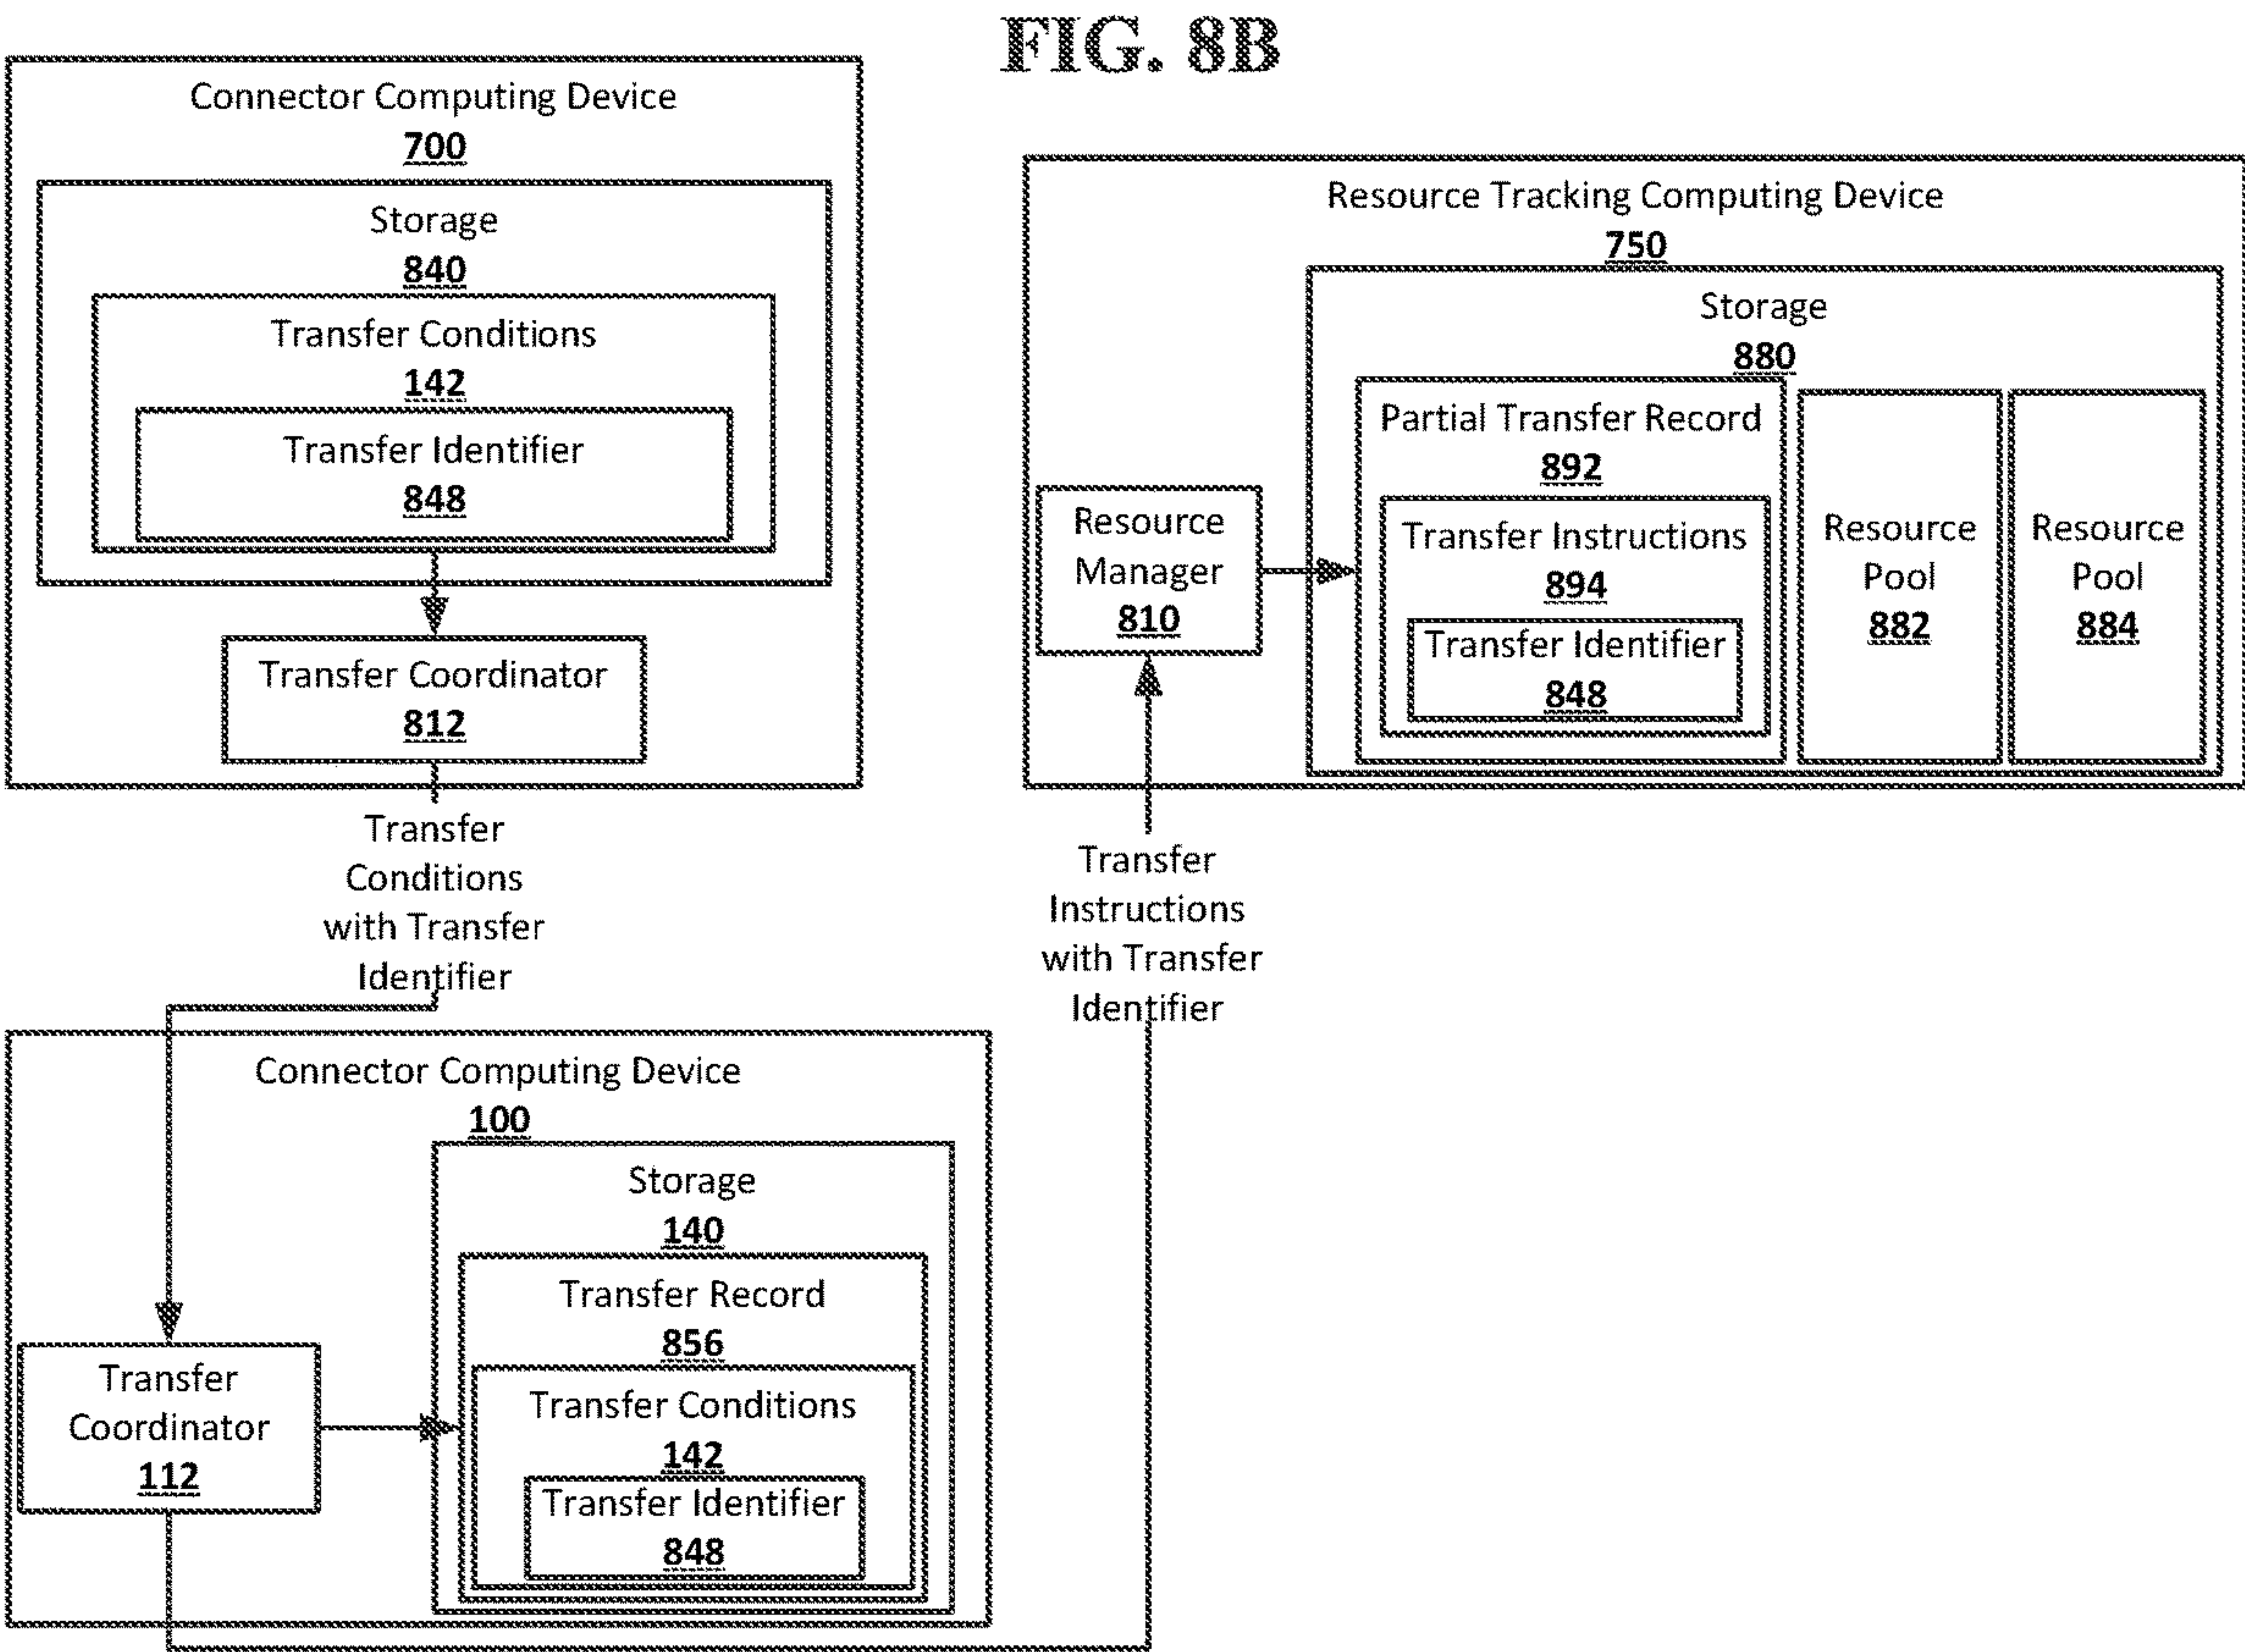 FIG. 8B
Connector Computing Device
700
Storage
840
Transfer Conditions
142
Transfer Identifier
848
Transfer Coordinator
812
Transfer
Conditions
with Transfer
Identifier
Resource Tracking Computing Device
750
Storage
880
Partial Transfer Record
892
Transfer Instructions
894
Transfer Identifier
848
Resource
Pool
882
Resource
Pool
884
Resource
Manager
810
Transfer
Instructions
with Transfer
Identifier
Connector Computing Device
100
Storage
140
Transfer Record
856
Transfer Conditions
142
Transfer Identifier
848
Transfer
Coordinator
112